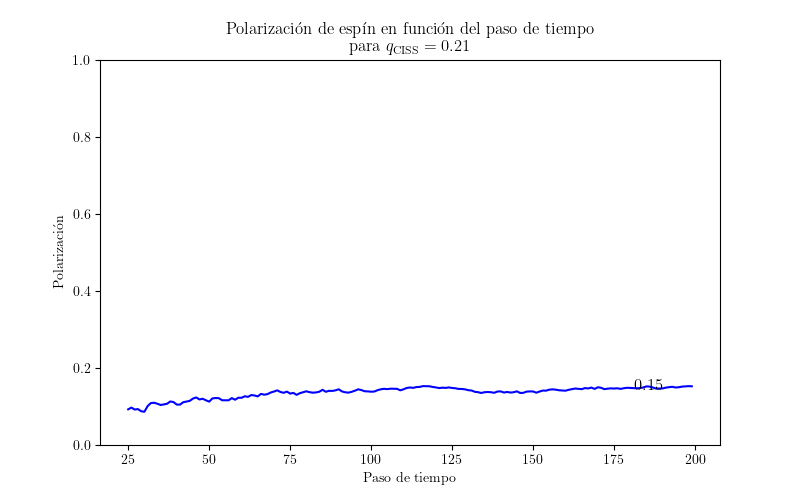 Polarización de espín en función del paso de tiempo
para q_CISS = 0.21
1.0
0.8
0.6
0.4
0.2
0.0
Polarización
0.15
25 50 75 100 125 150 175 200
Paso de tiempo